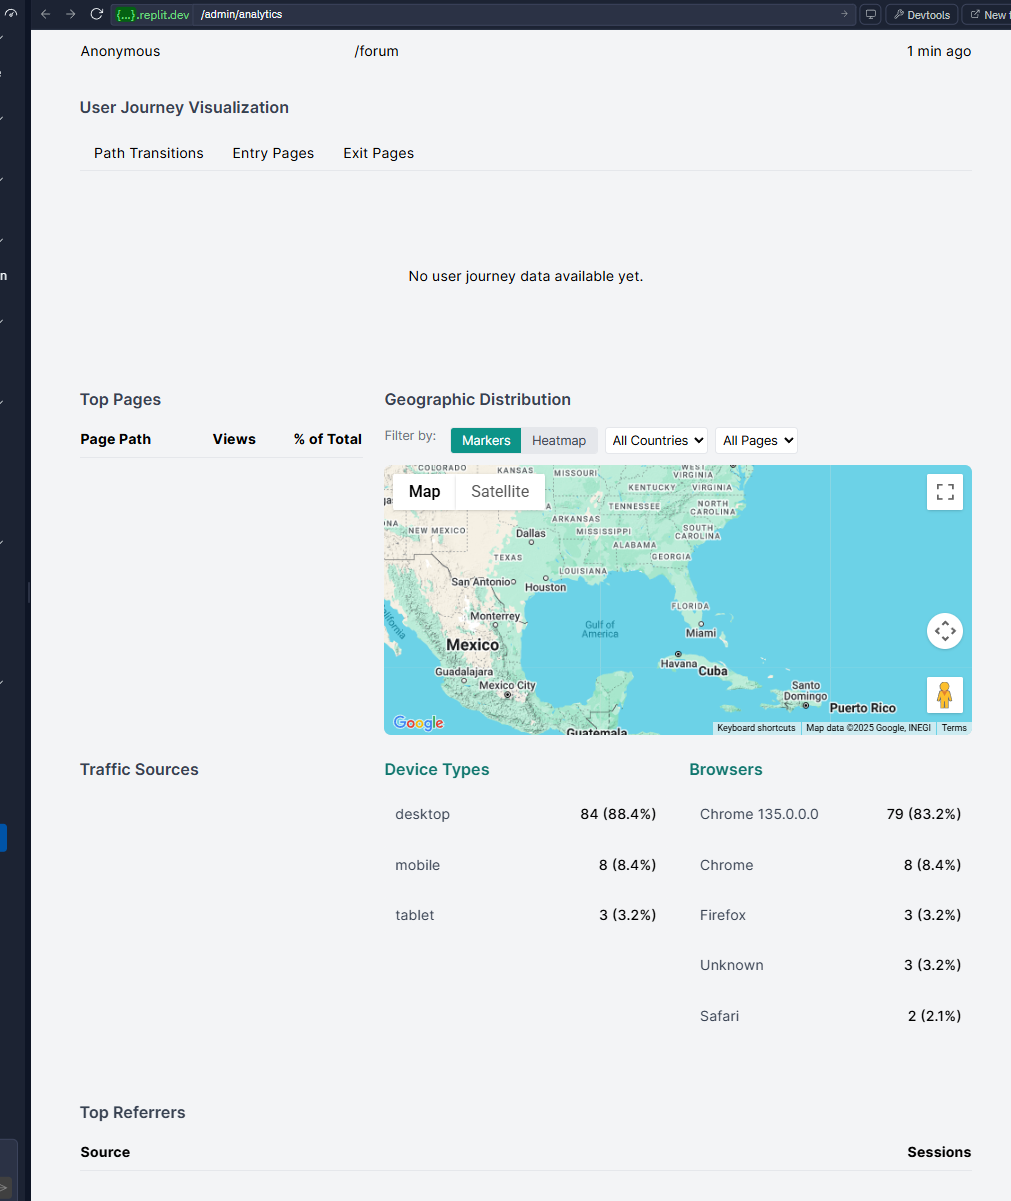 {...}.replit.dev /admin/analytics Devtools New
Anonymous /forum 1 min ago
User Journey Visualization
Path Transitions Entry Pages Exit Pages
No user journey data available yet.
Top Pages
Page Path Views % of Total
Geographic Distribution
Filter by: Markers Heatmap All Countries All Pages
Map Satellite
COLORADO KANSAS MISSOURI WEST VIRGINIA
KENTUCKY VIRGINIA
TENNESSEE NORTH CAROLINA
NEW MEXICO ARKANSAS
MISSISSIPPI SOUTH CAROLINA
Dallas ALABAMA
TEXAS GEORGIA
LOUISIANA
San Antonio Houston
FLORIDA
Monterrey Gulf of America Miami
Mexico
Havana
Guadalajara Cuba
Mexico City Santo Domingo
Puerto Rico
Google Guatemala
Keyboard shortcuts Map data ©2025 Google, INEGI Terms
Traffic Sources
Device Types
desktop 84 (88.4%)
mobile 8 (8.4%)
tablet 3 (3.2%)
Browsers
Chrome 135.0.0.0 79 (83.2%)
Chrome 8 (8.4%)
Firefox 3 (3.2%)
Unknown 3 (3.2%)
Safari 2 (2.1%)
Top Referrers
Source Sessions